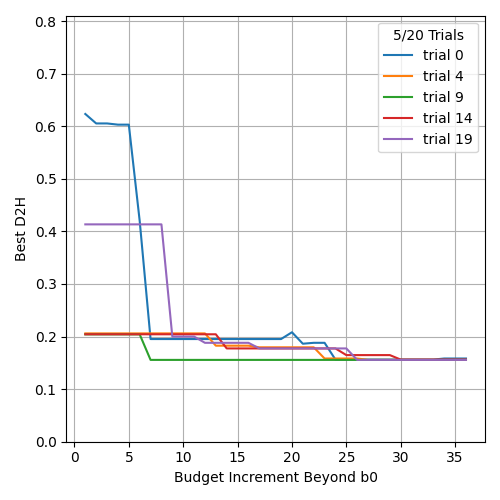 5/20 Trials
trial 0
trial 4
trial 9
trial 14
trial 19
0.8
0.7
0.6
0.5
0.4
0.3
0.2
0.1
0.0
Best D2H
0 5 10 15 20 25 30 35
Budget Increment Beyond b0